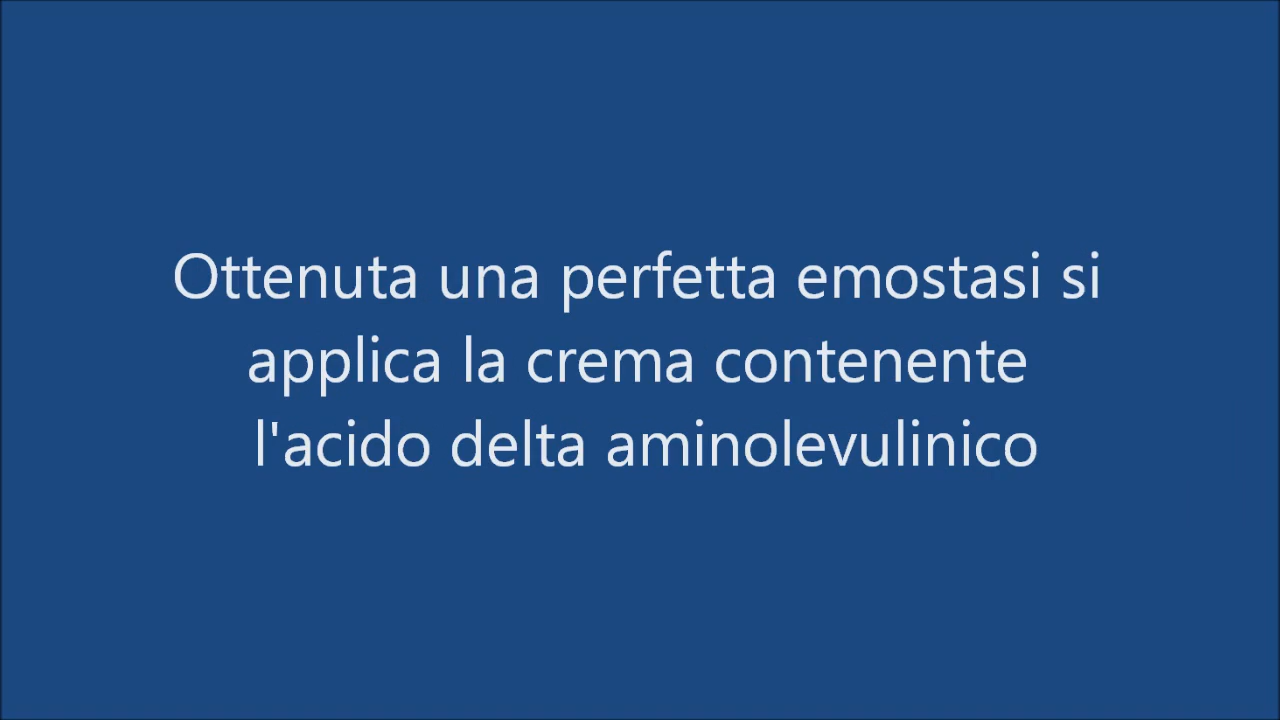 Ottenuta una perfetta emostasi si
applica la crema contenente
l'acido delta aminolevulinico